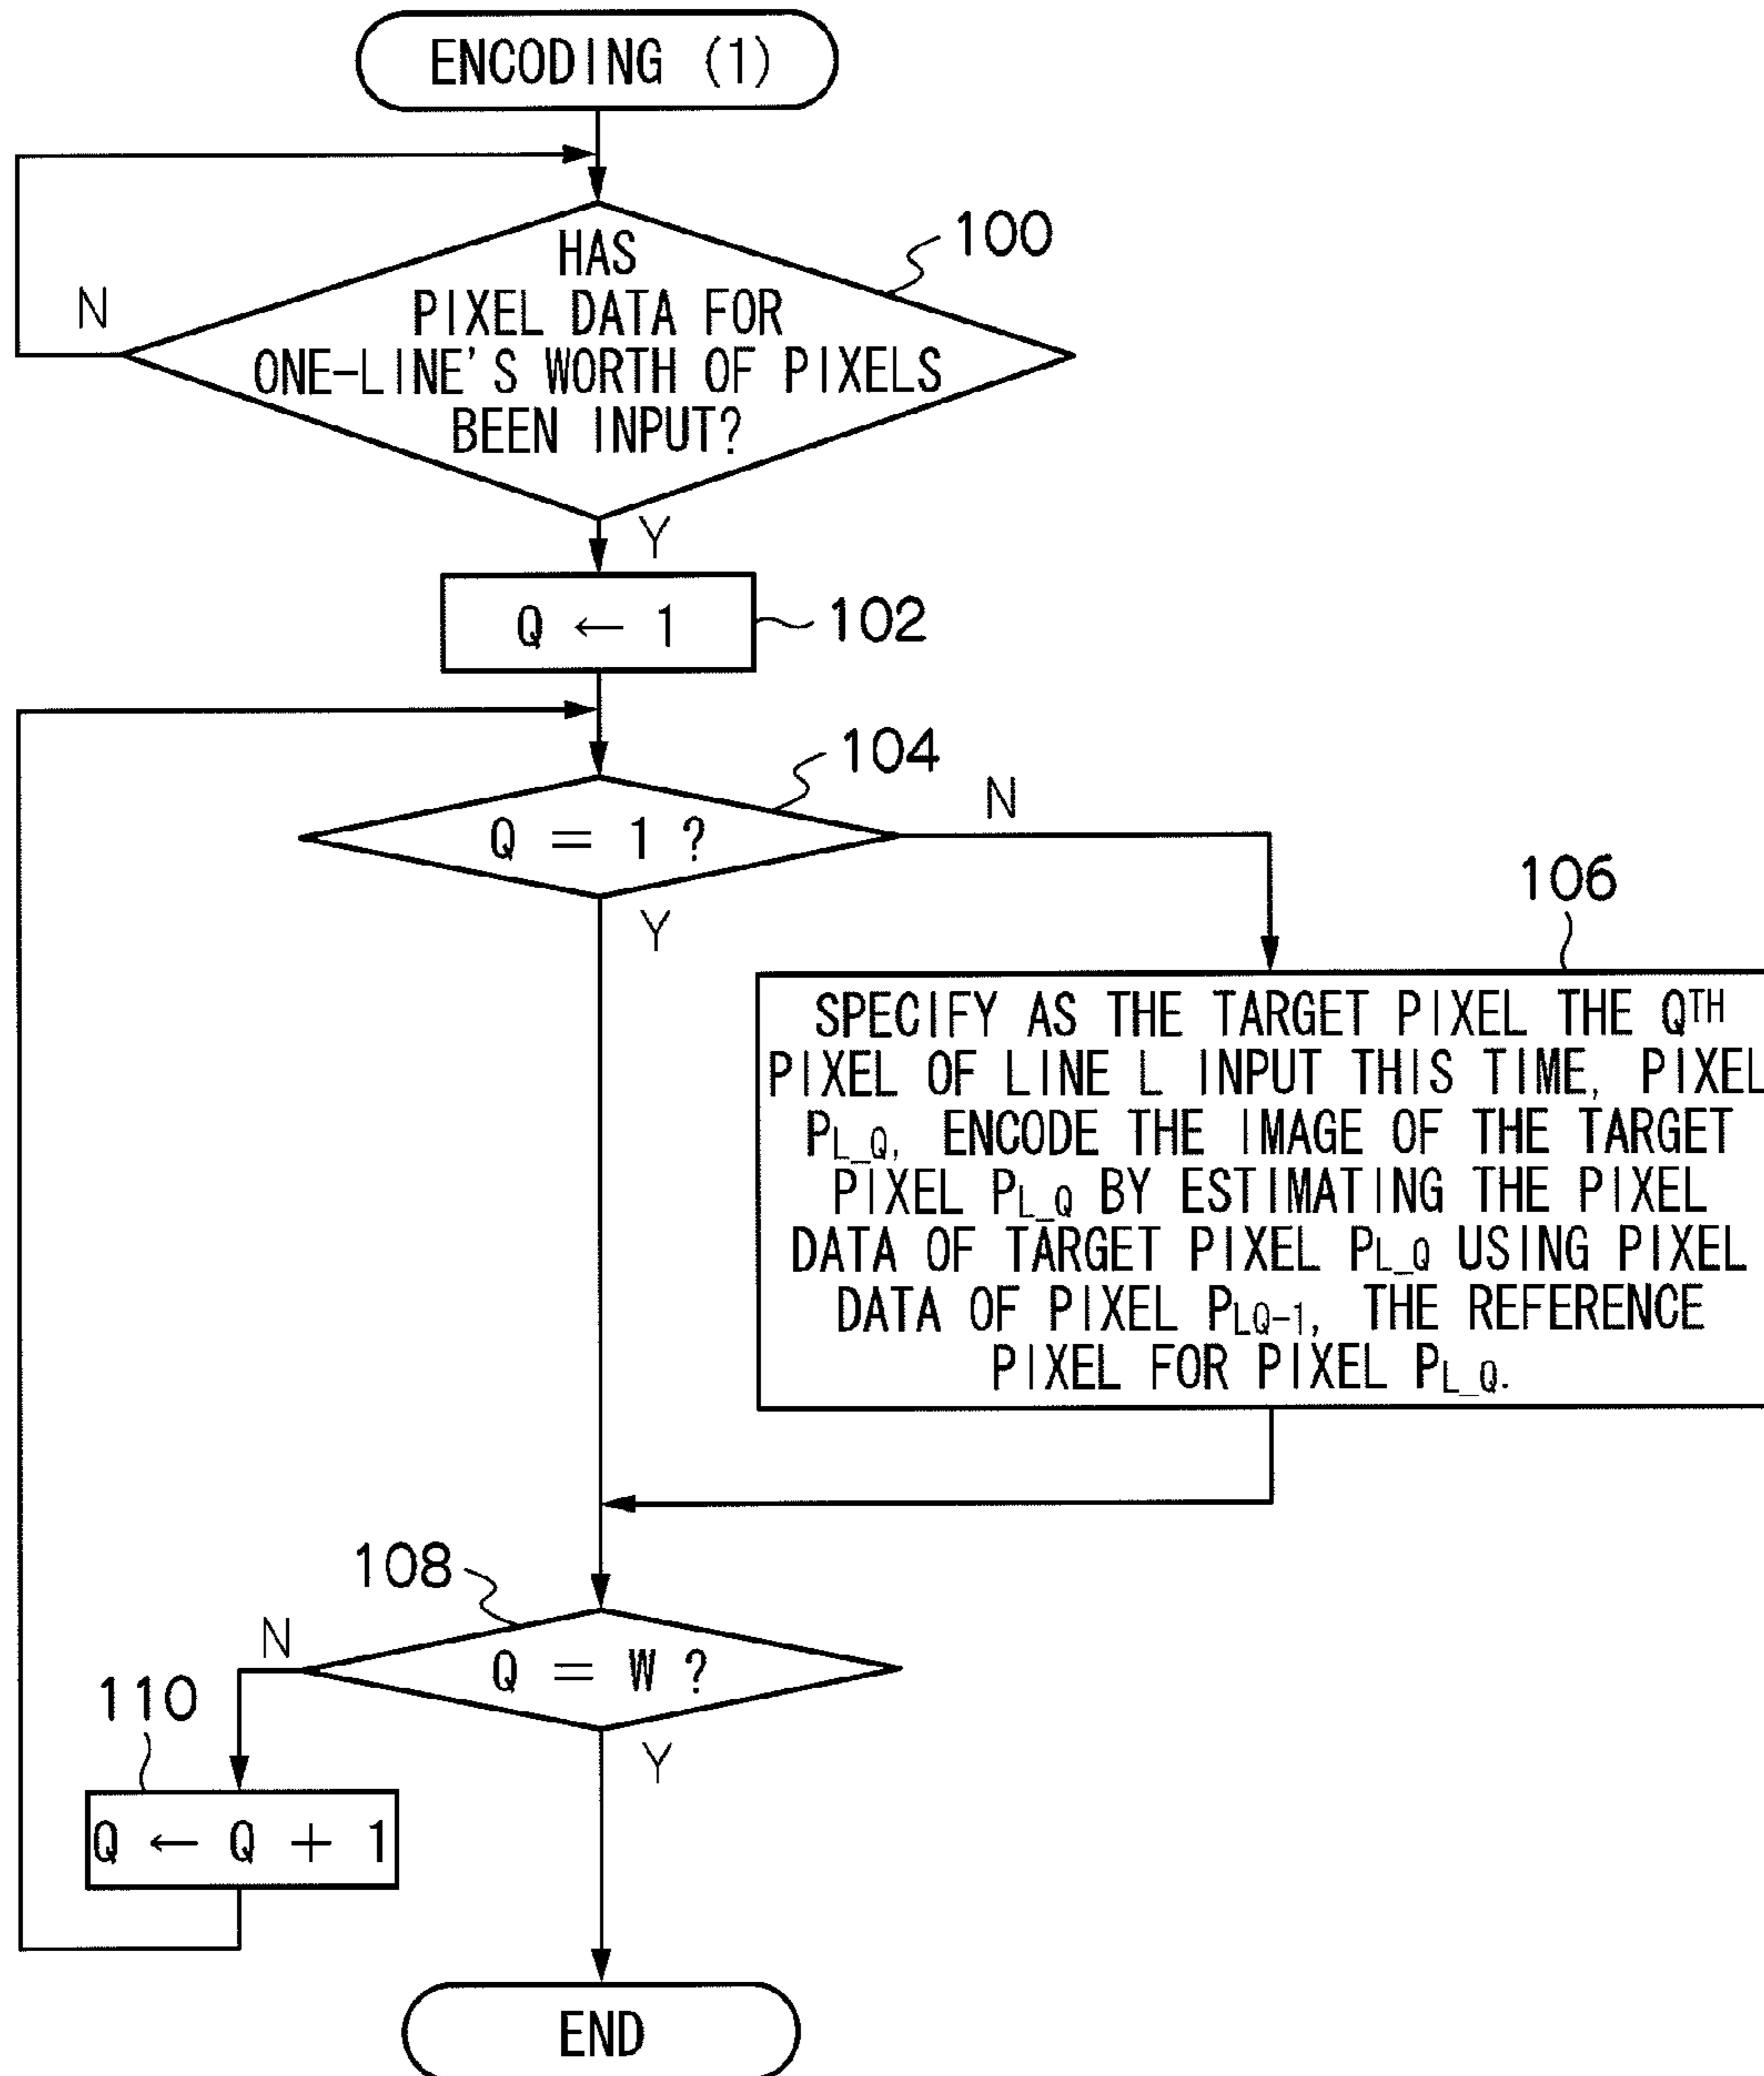 ENCODING (1)
100
HAS
PIXEL DATA FOR
ONE-LINE'S WORTH OF PIXELS
BEEN INPUT?
N
Y
Q ← 1
102
104
Q = 1 ?
N
Y
106
SPECIFY AS THE TARGET PIXEL THE QTH
PIXEL OF LINE L INPUT THIS TIME, PIXEL
PL_Q, ENCODE THE IMAGE OF THE TARGET
PIXEL PL_Q BY ESTIMATING THE PIXEL
DATA OF TARGET PIXEL PL_Q USING PIXEL
DATA OF PIXEL PLQ-1, THE REFERENCE
PIXEL FOR PIXEL PL_Q.
108
N
Q = W ?
Y
110
Q ← Q + 1
END